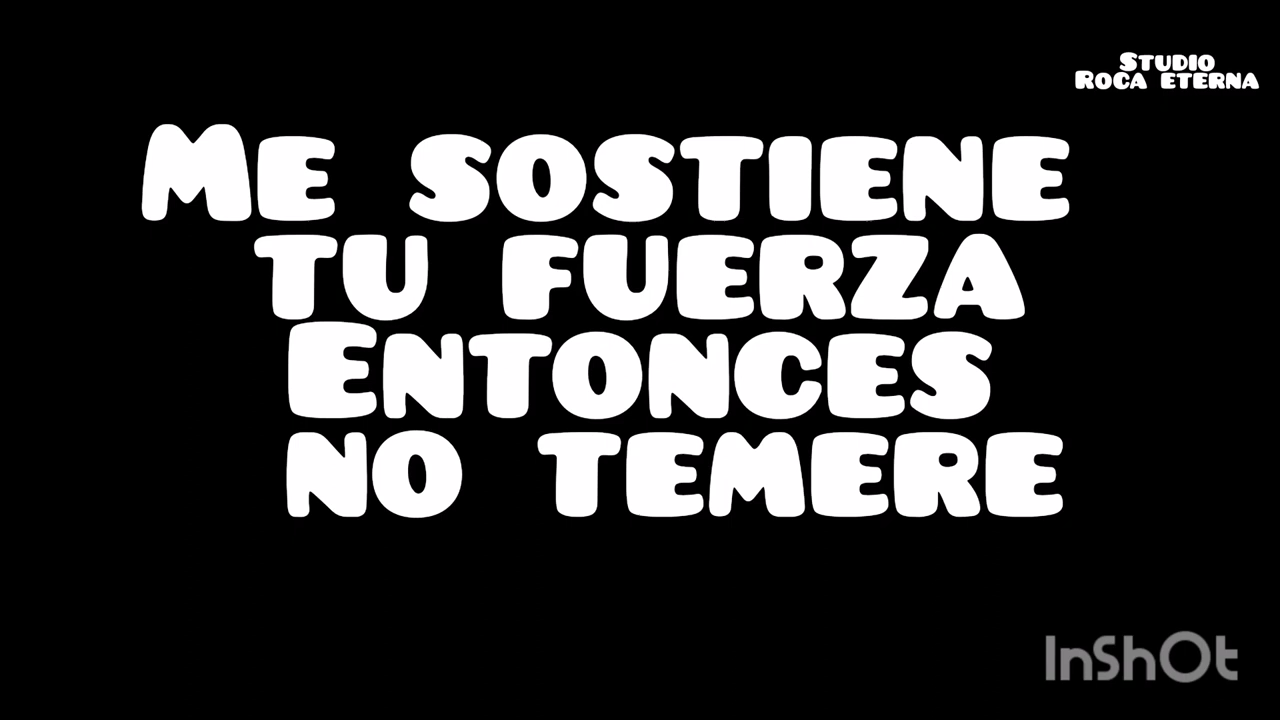 Studio
Roca eterna
Me sostiene
tu fuerza
Entonces
no temere
InShOt